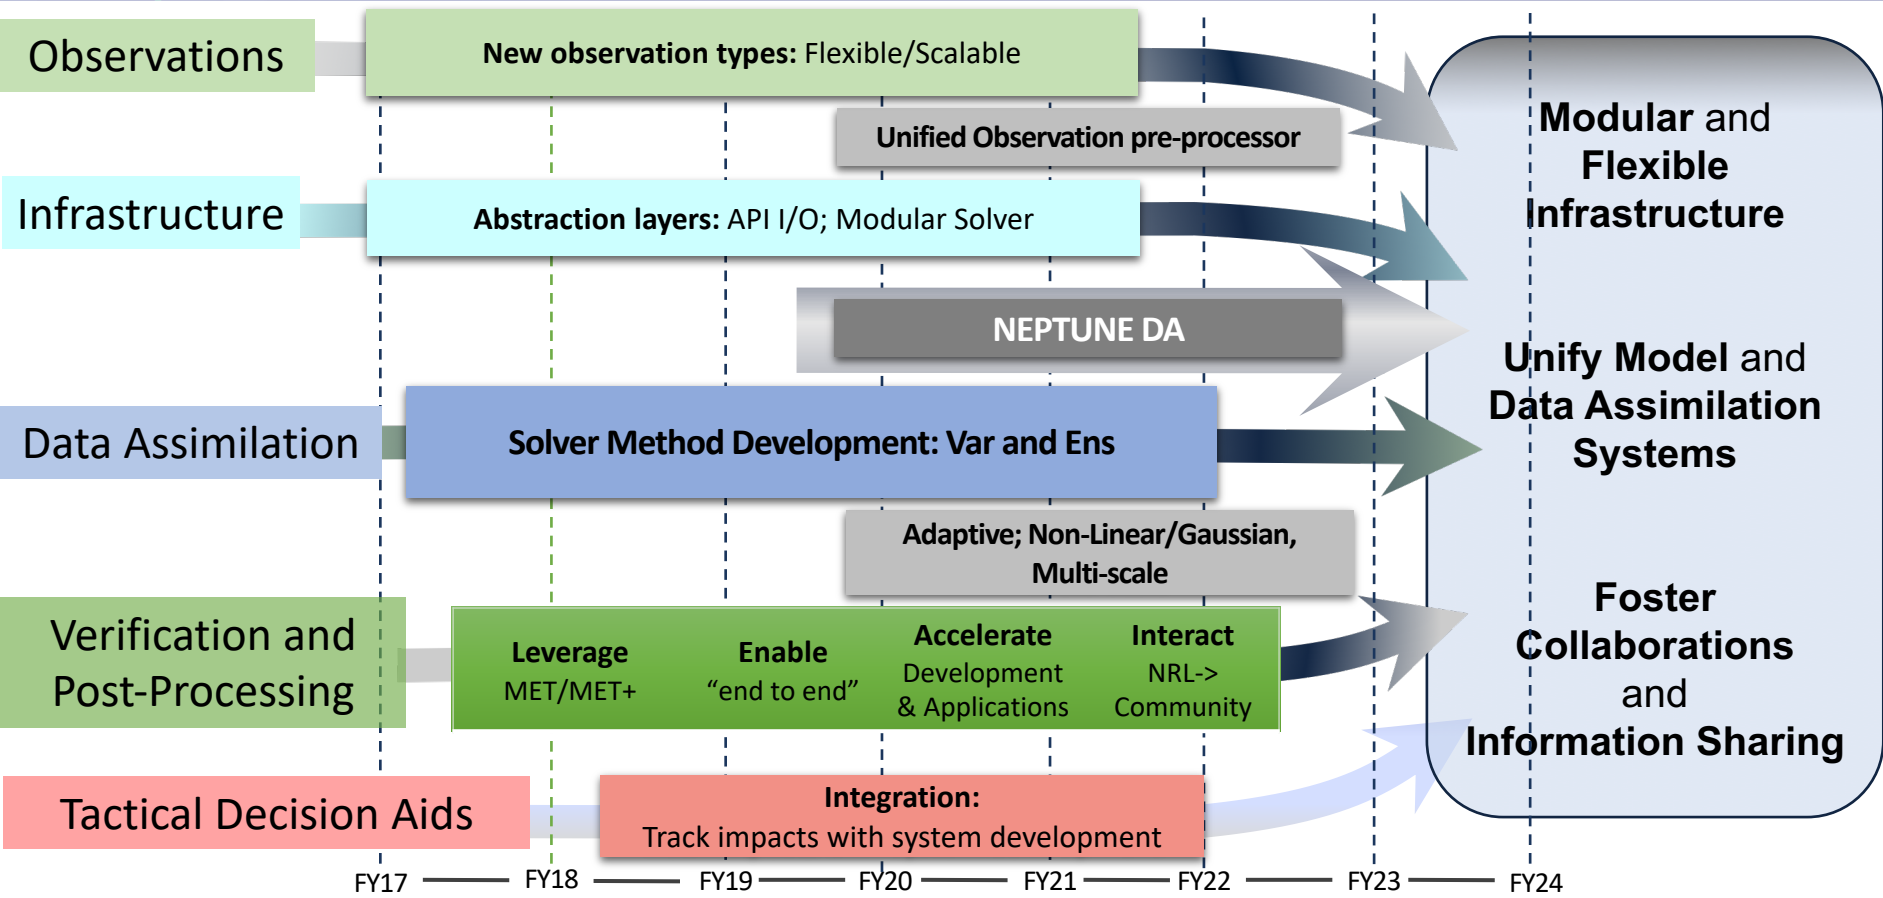 Observations
New observation types: Flexible/Scalable
Unified Observation pre-processor
Infrastructure
Abstraction layers: API I/O; Modular Solver
NEPTUNE DA
Data Assimilation
Solver Method Development: Var and Ens
Adaptive; Non-Linear/Gaussian,
Multi-scale
Verification and
Post-Processing
Leverage
MET/MET+
Enable
“end to end”
Accelerate
Development
& Applications
Interact
NRL->
Community
Tactical Decision Aids
Integration:
Track impacts with system development
Modular and
Flexible
Infrastructure
Unify Model and
Data Assimilation
Systems
Foster
Collaborations
and
Information Sharing
FY17 FY18 FY19 FY20 FY21 FY22 FY23 FY24